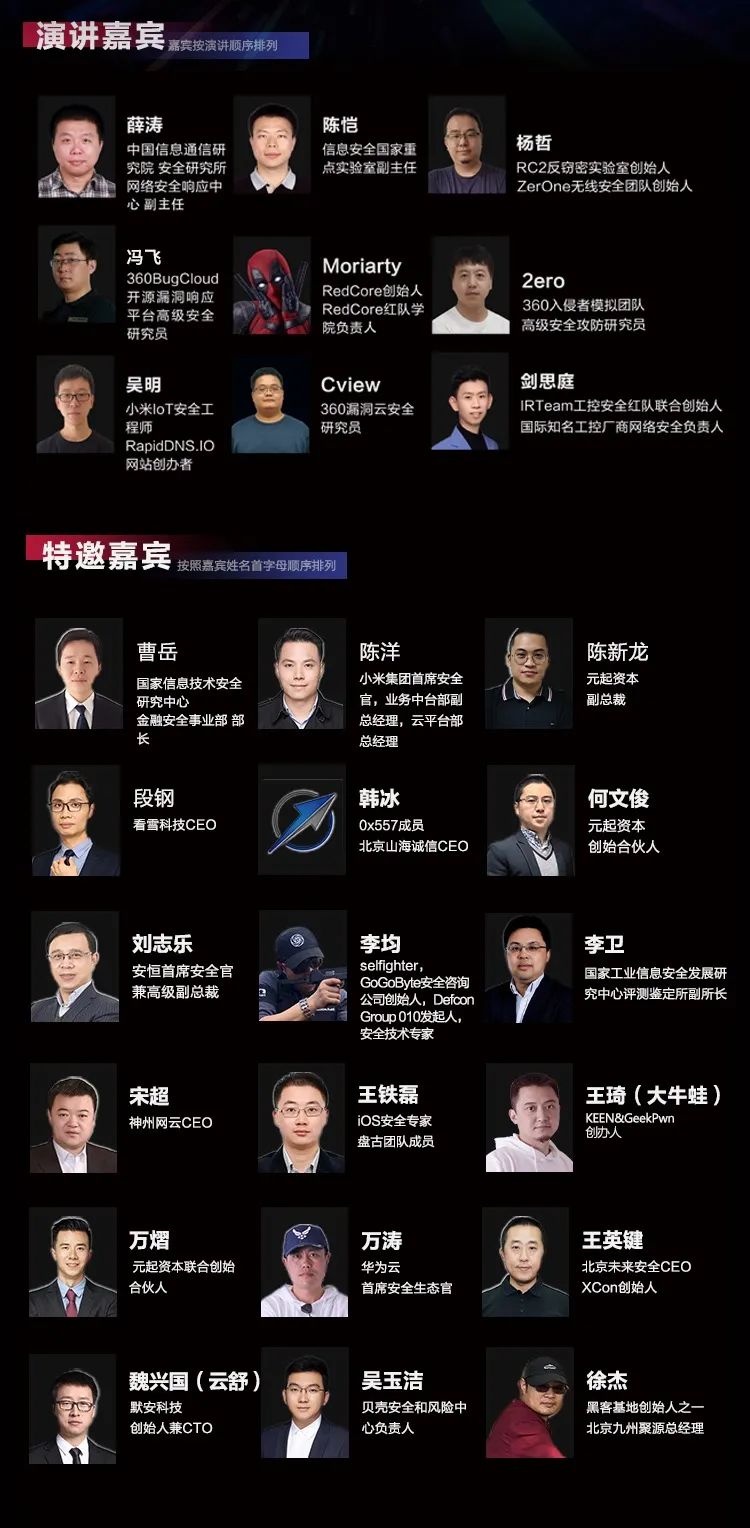 演讲嘉宾 嘉宾按演讲顺序排列
薛涛
中国信息通信研
究院 安全研究所
网络安全响应中
心 副主任
陈恺
信息安全国家重
点实验室副主任
杨哲
RC2反窃密实验室创始人
ZerOne无线安全团队创始人
冯飞
360BugCloud
开源漏洞响应
平台高级安全
研究员
Moriarty
RedCore创始人
RedCore红队学
院负责人
2ero
360入侵者模拟团队
高级安全攻防研究员
吴明
小米IoT安全工
程师
RapidDNS.IO
网站创办者
Cview
360漏洞云安全
研究员
剑思庭
IRTeam工控安全红队联合创始人
国际知名工控厂商网络安全负责人
特邀嘉宾 按照嘉宾姓名首字母顺序排列
曹岳
国家信息技术安全
研究中心
金融安全事业部 部
长
陈洋
小米集团首席安全
官，业务中台部副
总经理，云平台部
总经理
陈新龙
元起资本
副总裁
段钢
看雪科技CEO
韩冰
0x557成员
北京山海诚信CEO
何文俊
元起资本
创始合伙人
刘志乐
安恒首席安全官
兼高级副总裁
李均
selfighter，
GoGoByte安全咨询
公司创始人，Defcon
Group 010发起人，
安全技术专家
李卫
国家工业信息安全发展研
究中心评测鉴定所副所长
宋超
神州网云CEO
王铁磊
iOS安全专家
盘古团队成员
王琦（大牛蛙）
KEEN&GeekPwn
创办人
万熠
元起资本联合创始
合伙人
万涛
华为云
首席安全生态官
王英键
北京未来安全CEO
XCon创始人
魏兴国（云舒）
默安科技
创始人兼CTO
吴玉洁
贝壳安全和风险中
心负责人
徐杰
黑客基地创始人之一
北京九州聚源总经理